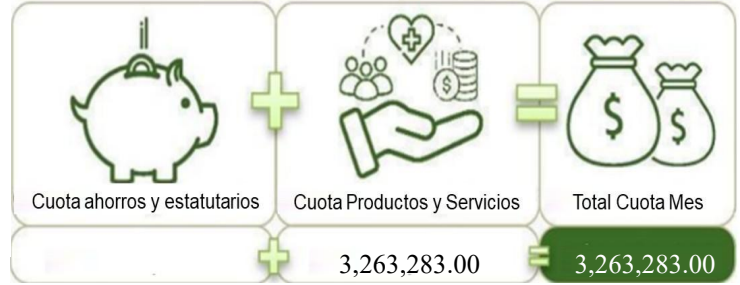 Cuota ahorros y estatutarios
Cuota Productos y Servicios
Total Cuota Mes
3,263,283.00
3,263,283.00